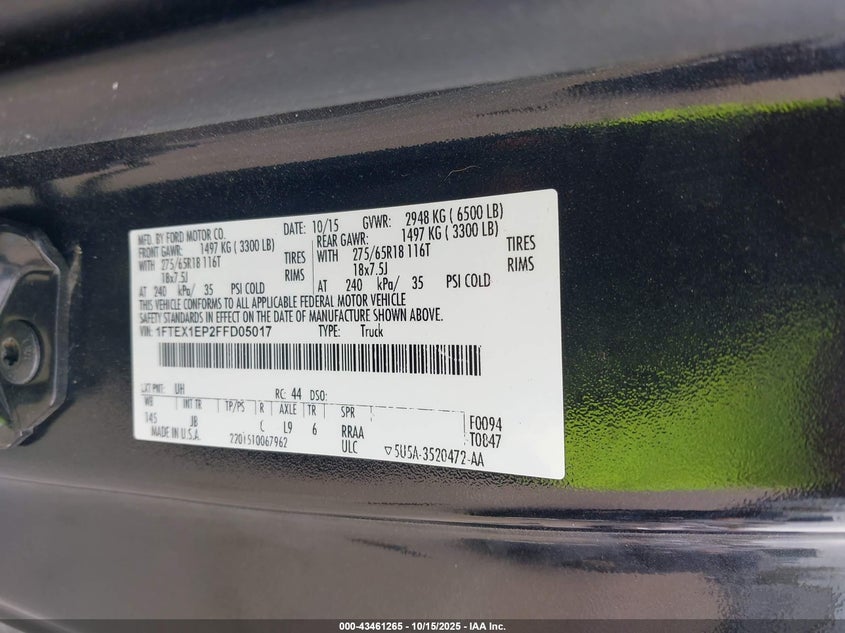 MFD. BY FORD MOTOR CO. DATE: 10/15 GVWR: 2948 KG ( 6500 LB)
FRONT GAWR: 1497 KG ( 3300 LB) REAR GAWR: 1497 KG ( 3300 LB)
WITH 275/65R18 116T TIRES WITH 275/65R18 116T TIRES
18x7.5J RIMS 18x7.5J RIMS
AT 240 kPa/ 35 PSI COLD AT 240 kPa/ 35 PSI COLD
THIS VEHICLE CONFORMS TO ALL APPLICABLE FEDERAL MOTOR VEHICLE
SAFETY STANDARDS IN EFFECT ON THE DATE OF MANUFACTURE SHOWN ABOVE.
VIN: 1FTEX1EP2FFD05017 TYPE: Truck
EXT PNT: UH RC: 44 DSO:
WB INT TR TP/PS R AXLE TR SPR
145 JB C L9 6 RRAA F0094
MADE IN U.S.A. 2201510067962 ULC T0847
▽5U5A-3520472-AA
000-43461265 - 10/15/2025 - IAA Inc.